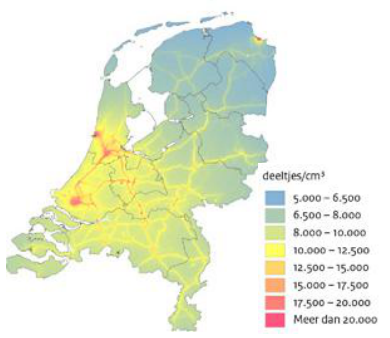 deeltjes/cm³
5.000 – 6.500
6.500 – 8.000
8.000 – 10.000
10.000 – 12.500
12.500 – 15.000
15.000 – 17.500
17.500 – 20.000
Meer dan 20.000